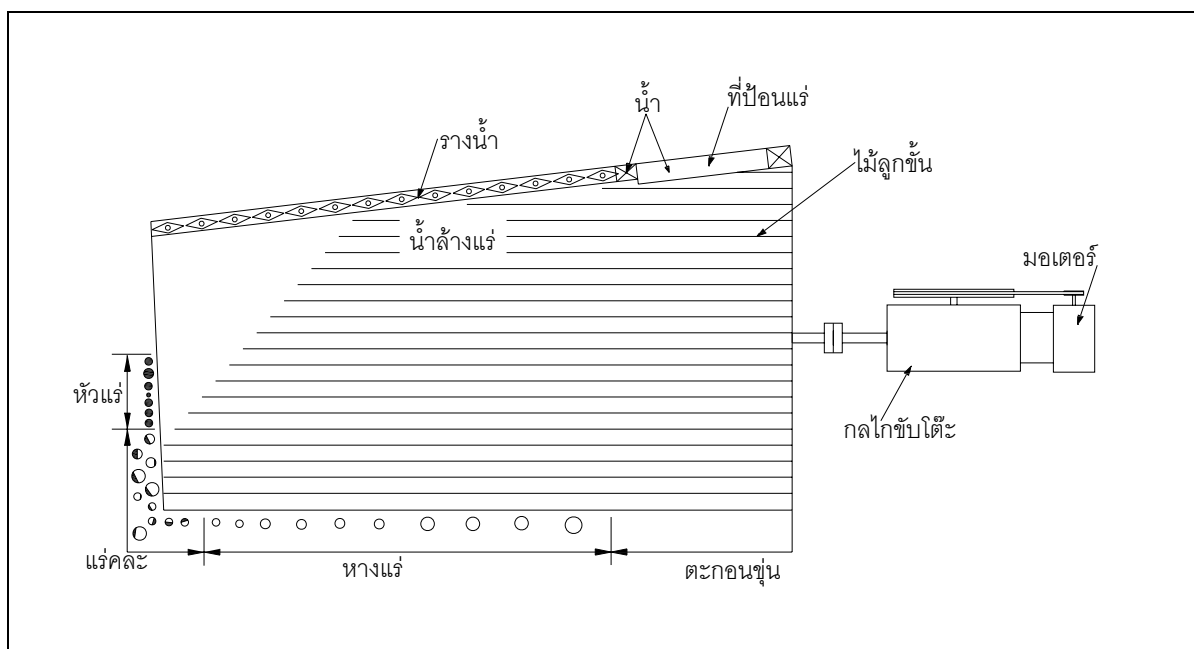 น้ำ
ที่ป้อนแร่
รางน้ำ
ไม้ลูกขั้น
น้ำล้างแร่
มอเตอร์
หัวแร่
กลไกขับโต๊ะ
แร่คละ
หางแร่
ตะกอนขุ่น